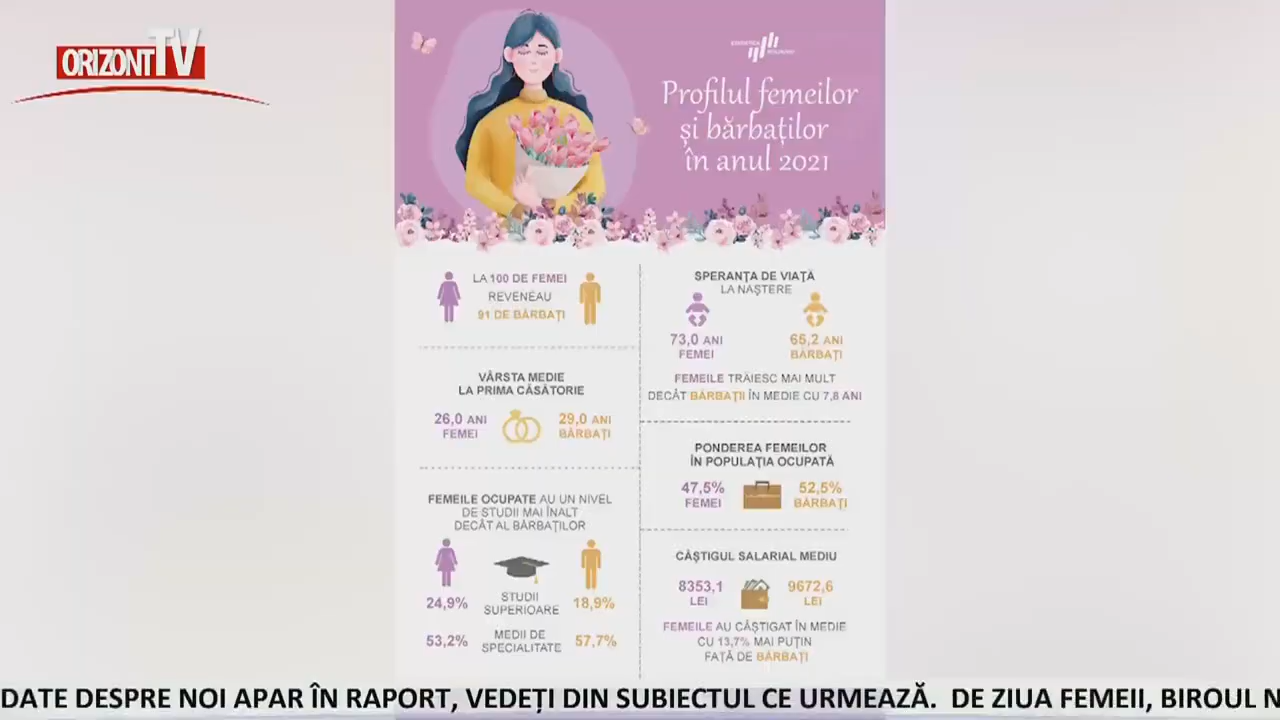 ORIZONT TV
Profilul femeilor
și bărbaților
în anul 2021
LA 100 DE FEMEI
REVENEAU
91 DE BĂRBAȚI
VÂRSTA MEDIE
LA PRIMA CĂSĂTORIE
26,0 ANI
FEMEI
29,0 ANI
BĂRBAȚI
FEMEILE OCUPATE AU UN NIVEL
DE STUDII MAI ÎNALT
DECÂT AL BĂRBAȚILOR
24,9%
STUDII
SUPERIOARE
18,9%
53,2%
MEDII DE
SPECIALITATE
57,7%
SPERANȚA DE VIAȚĂ
LA NAȘTERE
73,0 ANI
FEMEI
65,2 ANI
BĂRBAȚI
FEMEILE TRĂIESC MAI MULT
DECÂT BĂRBAȚII ÎN MEDIE CU 7,8 ANI
PONDEREA FEMEILOR
ÎN POPULAȚIA OCUPATĂ
47,5%
FEMEI
52,5%
BĂRBAȚI
CÂȘTIGUL SALARIAL MEDIU
8353,1
LEI
9672,6
LEI
FEMEILE AU CÂȘTIGAT ÎN MEDIE
CU 13,7% MAI PUȚIN
FAȚĂ DE BĂRBAȚI
DATE DESPRE NOI APAR ÎN RAPORT, VEDEȚI DIN SUBIECTUL CE URMEAZĂ. DE ZIUA FEMEII, BIROUL N